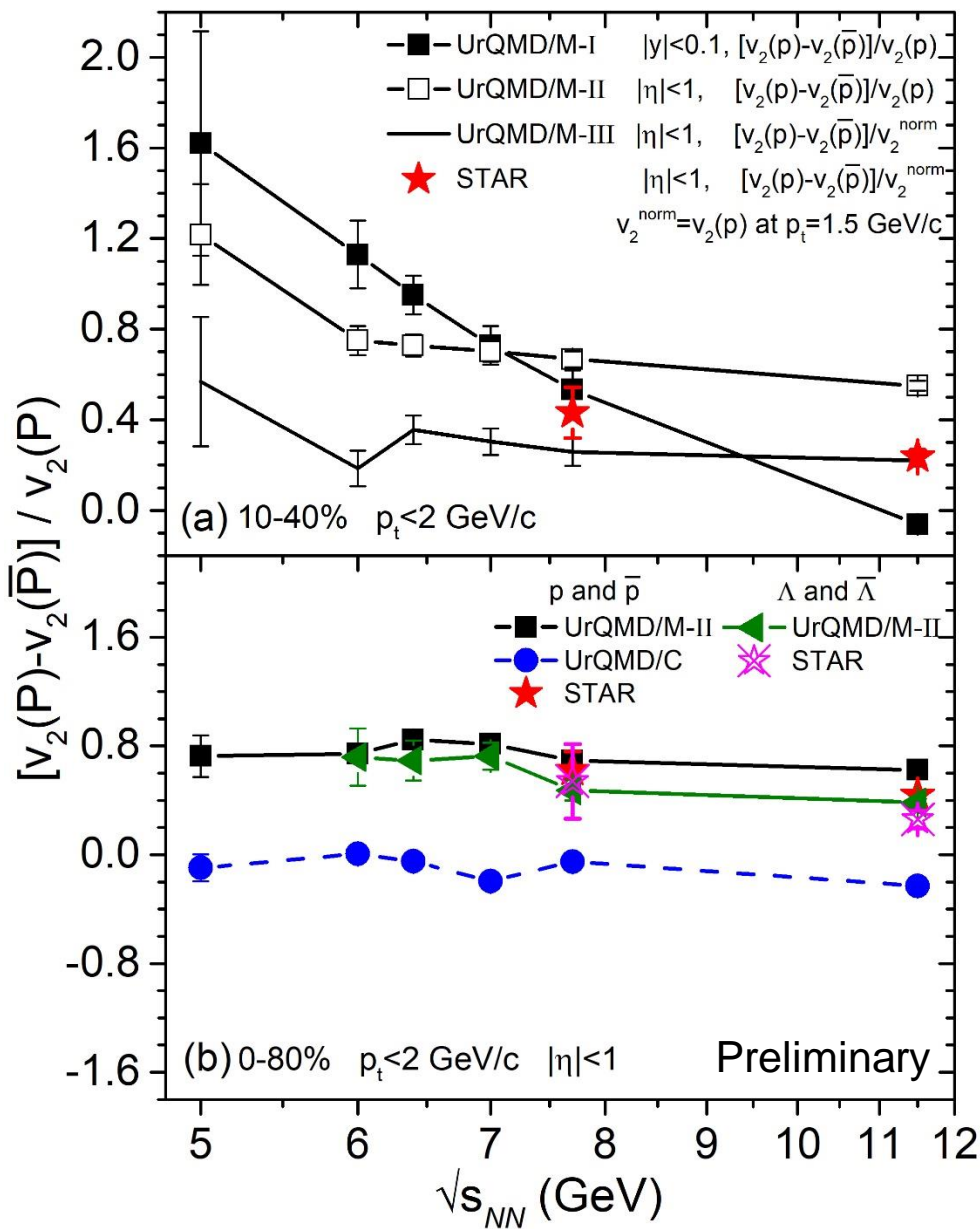 [v₂(P)-v₂(P̅)] / v₂(P)
2.0
1.6
1.2
0.8
0.4
0.0
UrQMD/M-I |y|<0.1, [v₂(p)-v₂(p̅)]/v₂(p)
UrQMD/M-II |η|<1, [v₂(p)-v₂(p̅)]/v₂(p)
UrQMD/M-III |η|<1, [v₂(p)-v₂(p̅)]/v₂ⁿᵒʳᵐ
STAR |η|<1, [v₂(p)-v₂(p̅)]/v₂ⁿᵒʳᵐ
v₂ⁿᵒʳᵐ=v₂(p) at pₜ=1.5 GeV/c
(a) 10-40% pₜ<2 GeV/c
1.6
0.8
0.0
-0.8
-1.6
p and p̅ Λ and Λ̅
UrQMD/M-II UrQMD/M-II
UrQMD/C STAR
STAR
(b) 0-80% pₜ<2 GeV/c |η|<1 Preliminary
5 6 7 8 9 10 11 12
√s_NN (GeV)